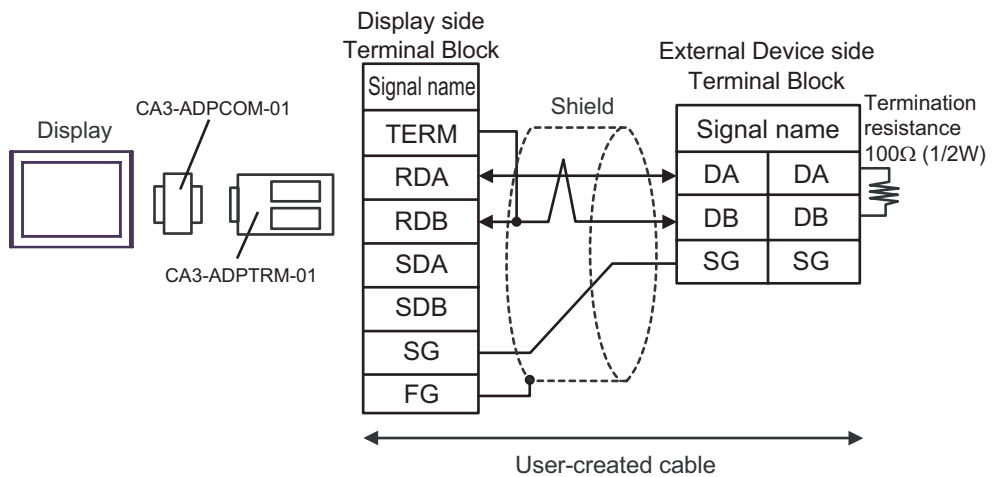 Display side
Terminal Block
External Device side
Terminal Block
Signal name
CA3-ADPCOM-01
Shield
Termination
resistance
100Ω (1/2W)
Display
TERM
Signal name
RDA
DA
DA
RDB
DB
DB
SDA
SG
SG
CA3-ADPTRM-01
SDB
SG
FG
User-created cable